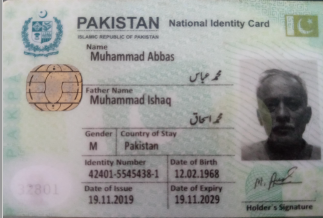 PAKISTAN National Identity Card
ISLAMIC REPUBLIC OF PAKISTAN
Name
Muhammad Abbas
محمد عباس
Father Name
Muhammad Ishaq
محمد اسحاق
Gender Country of Stay
M Pakistan
Identity Number Date of Birth
42401-5545438-1 12.02.1968
Date of Issue Date of Expiry
19.11.2019 19.11.2029
Holder's Signature